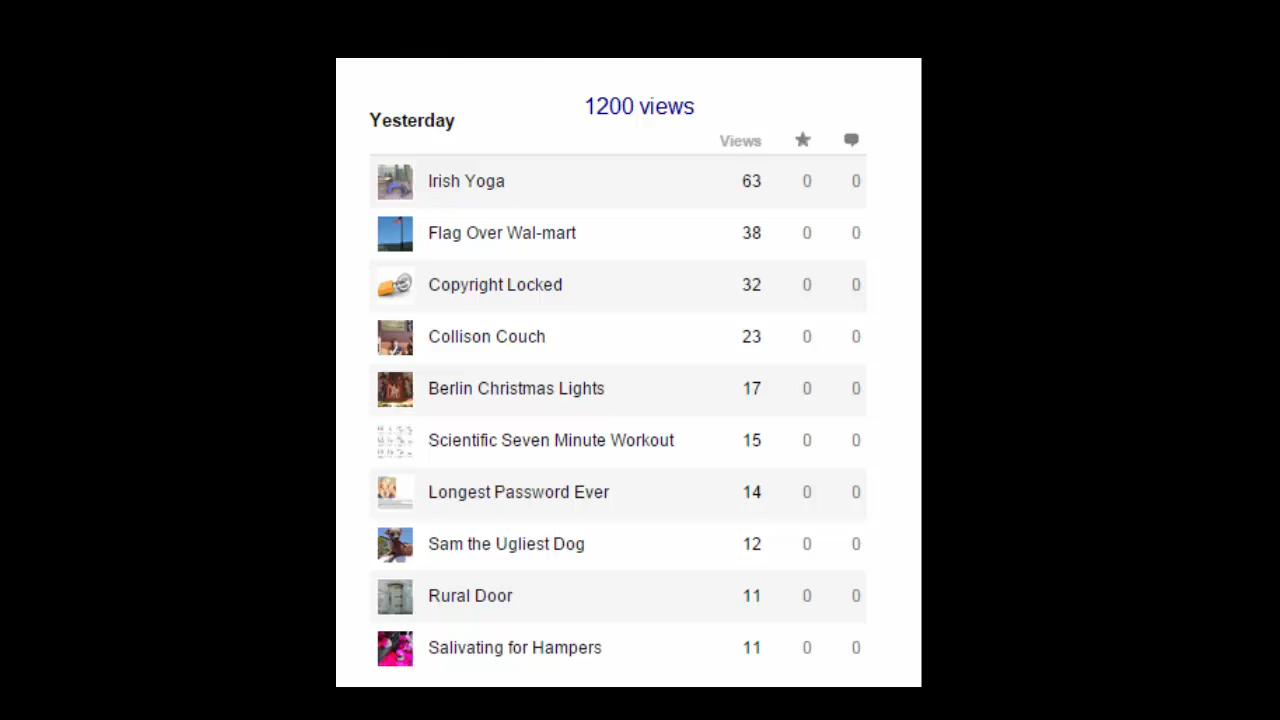 1200 views
Yesterday
Views
Irish Yoga 63 0 0
Flag Over Wal-mart 38 0 0
Copyright Locked 32 0 0
Collison Couch 23 0 0
Berlin Christmas Lights 17 0 0
Scientific Seven Minute Workout 15 0 0
Longest Password Ever 14 0 0
Sam the Ugliest Dog 12 0 0
Rural Door 11 0 0
Salivating for Hampers 11 0 0